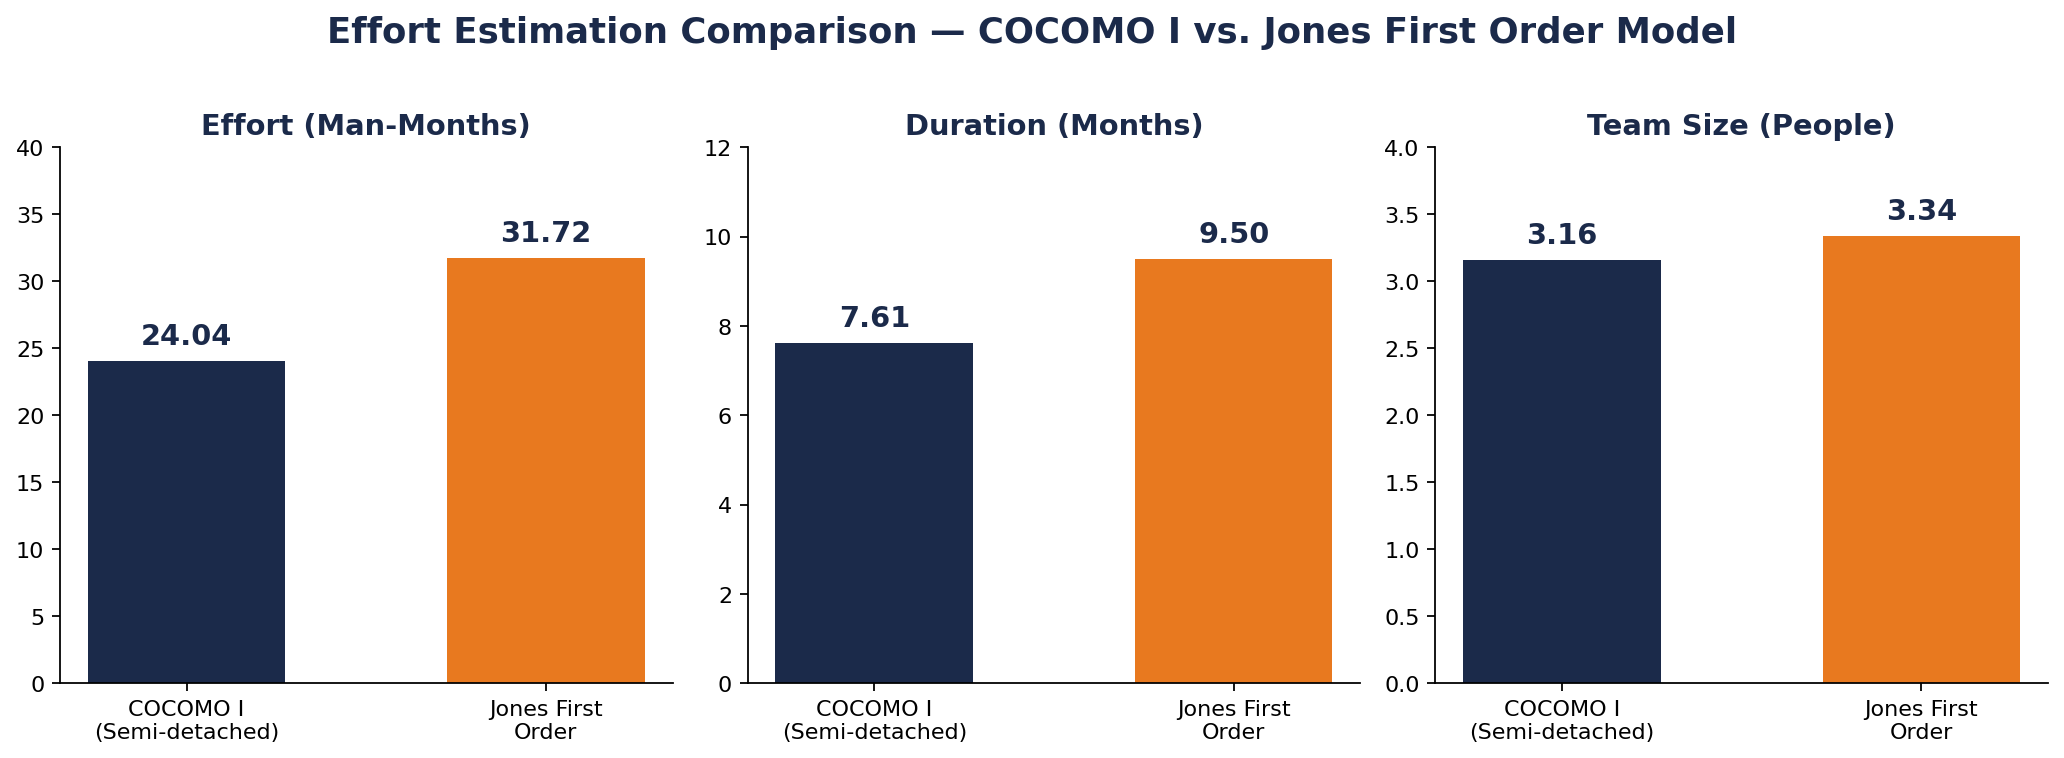 Effort Estimation Comparison — COCOMO I vs. Jones First Order Model
Effort (Man-Months)
40
35
30
25
20
15
10
5
0
24.04
31.72
COCOMO I
(Semi-detached)
Jones First
Order
Duration (Months)
12
10
8
6
4
2
0
7.61
9.50
COCOMO I
(Semi-detached)
Jones First
Order
Team Size (People)
4.0
3.5
3.0
2.5
2.0
1.5
1.0
0.5
0.0
3.16
3.34
COCOMO I
(Semi-detached)
Jones First
Order